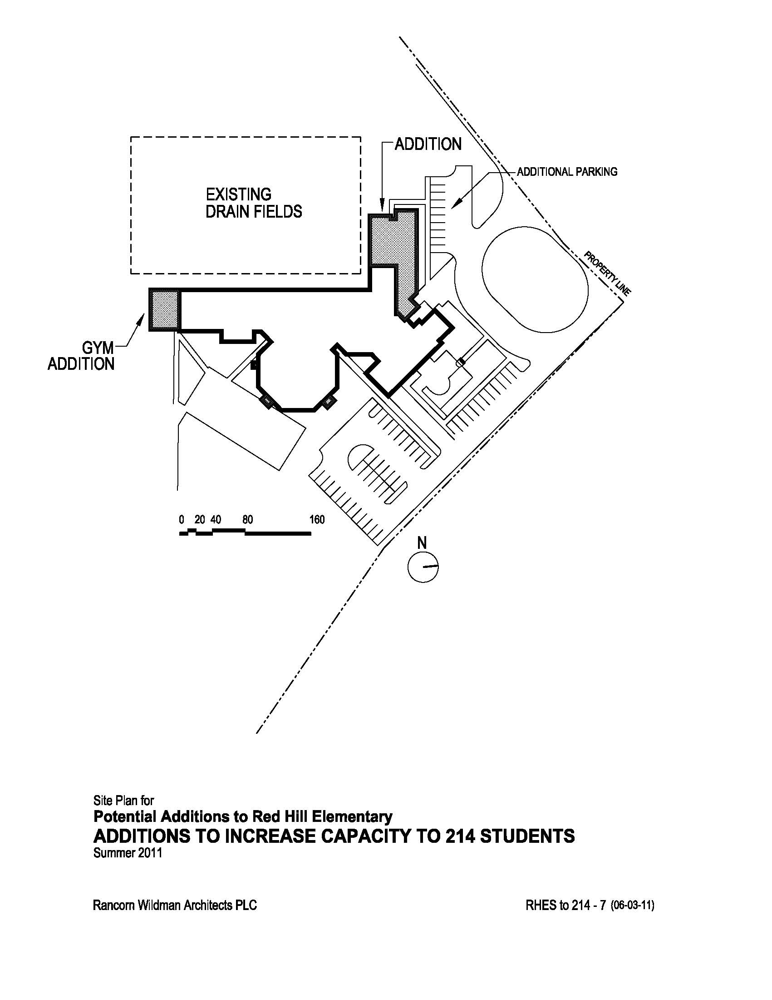 ADDITION
ADDITIONAL PARKING
EXISTING
DRAIN FIELDS
PROPERTY LINE
GYM
ADDITION
0 20 40 80 160
N
Site Plan for
Potential Additions to Red Hill Elementary
ADDITIONS TO INCREASE CAPACITY TO 214 STUDENTS
Summer 2011
Rancorn Wildman Architects PLC
RHES to 214 - 7 (06-03-11)